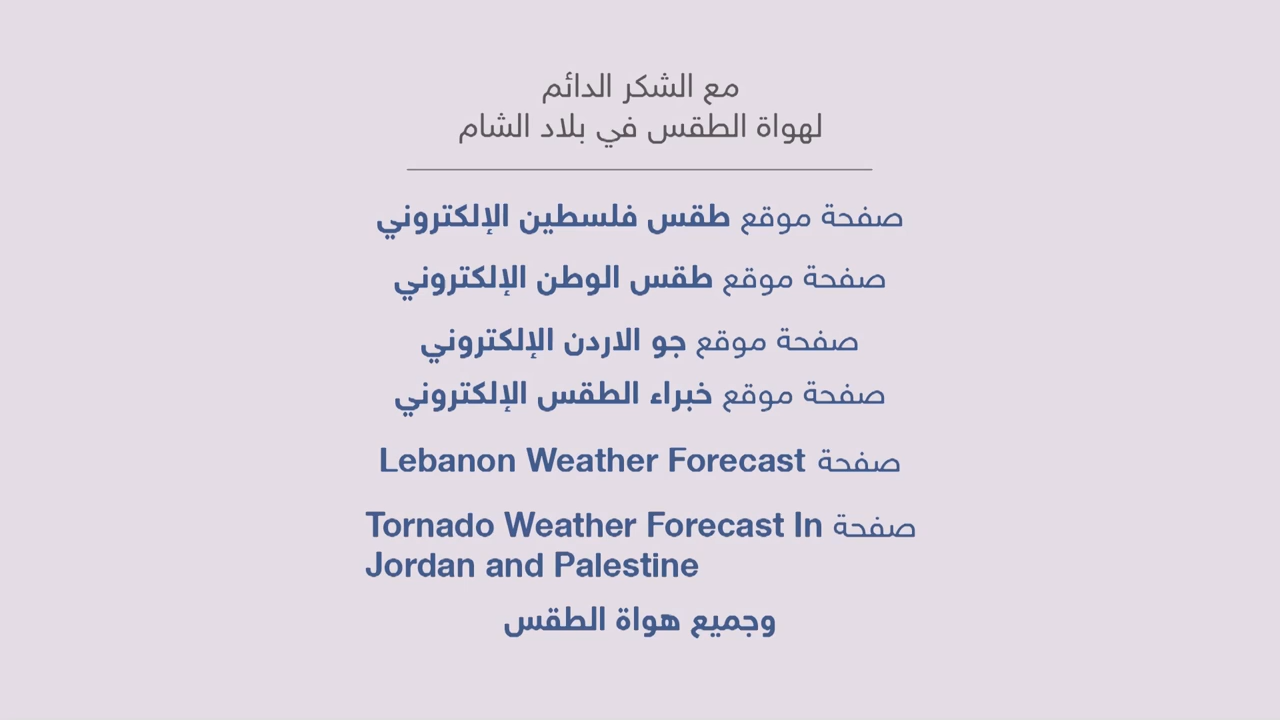 مع الشكر الدائم
لهواة الطقس في بلاد الشام
صفحة موقع طقس فلسطين الإلكتروني
صفحة موقع طقس الوطن الإلكتروني
صفحة موقع جو الاردن الإلكتروني
صفحة موقع خبراء الطقس الإلكتروني
صفحة Lebanon Weather Forecast
صفحة Tornado Weather Forecast In
Jordan and Palestine
وجميع هواة الطقس